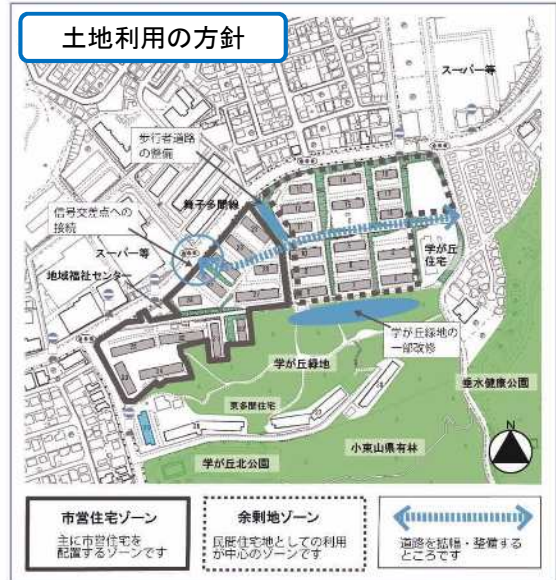 土地利用の方針
スーパー等
歩行者道路
の整備
舞子多聞線
信号交差点への
接続
スーパー等
地域福祉センター
学が丘
住宅
学が丘緑地の
一部改修
学が丘緑地
垂水健康公園
東多聞住宅
小束山県有林
学が丘北公園
N
市営住宅ゾーン
主に市営住宅を
配置するゾーンです
余剰地ゾーン
民間住宅地としての利用
が中心のゾーンです
道路を拡幅・整備する
ところです